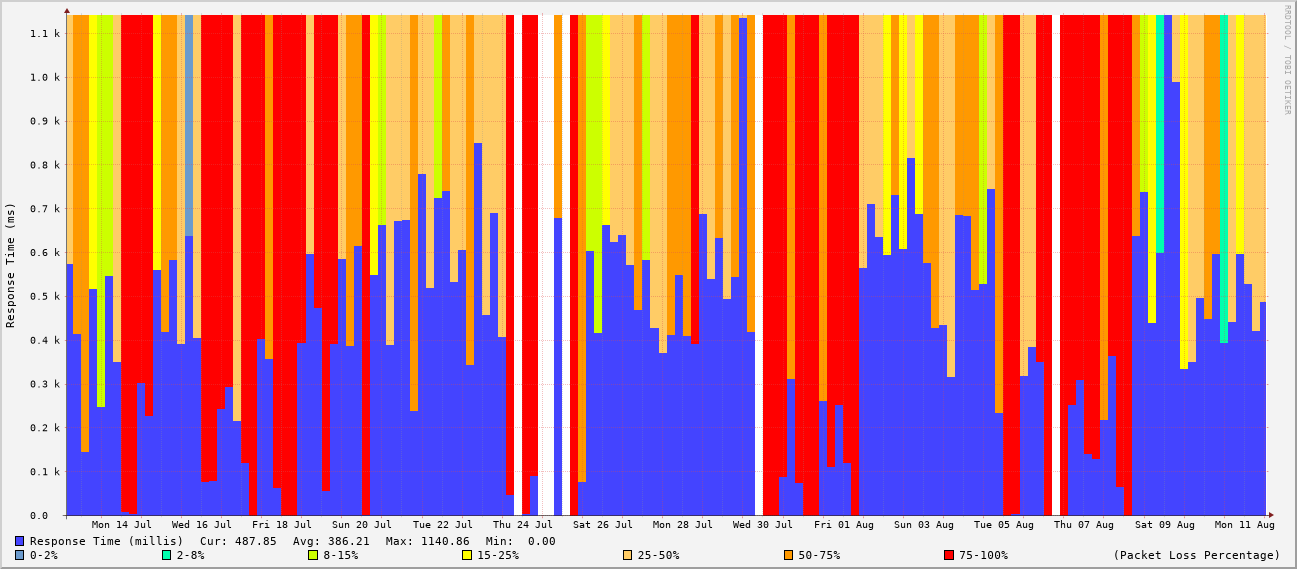 RRDTOOL / TOBI OETIKER
Response Time (ms)
1.1 k
1.0 k
0.9 k
0.8 k
0.7 k
0.6 k
0.5 k
0.4 k
0.3 k
0.2 k
0.1 k
0.0
Mon 14 Jul Wed 16 Jul Fri 18 Jul Sun 20 Jul Tue 22 Jul Thu 24 Jul Sat 26 Jul Mon 28 Jul Wed 30 Jul Fri 01 Aug Sun 03 Aug Tue 05 Aug Thu 07 Aug Sat 09 Aug Mon 11 Aug
Response Time (millis) Cur: 487.85 Avg: 386.21 Max: 1140.86 Min: 0.00
0-2% 2-8% 8-15% 15-25% 25-50% 50-75% 75-100% (Packet Loss Percentage)